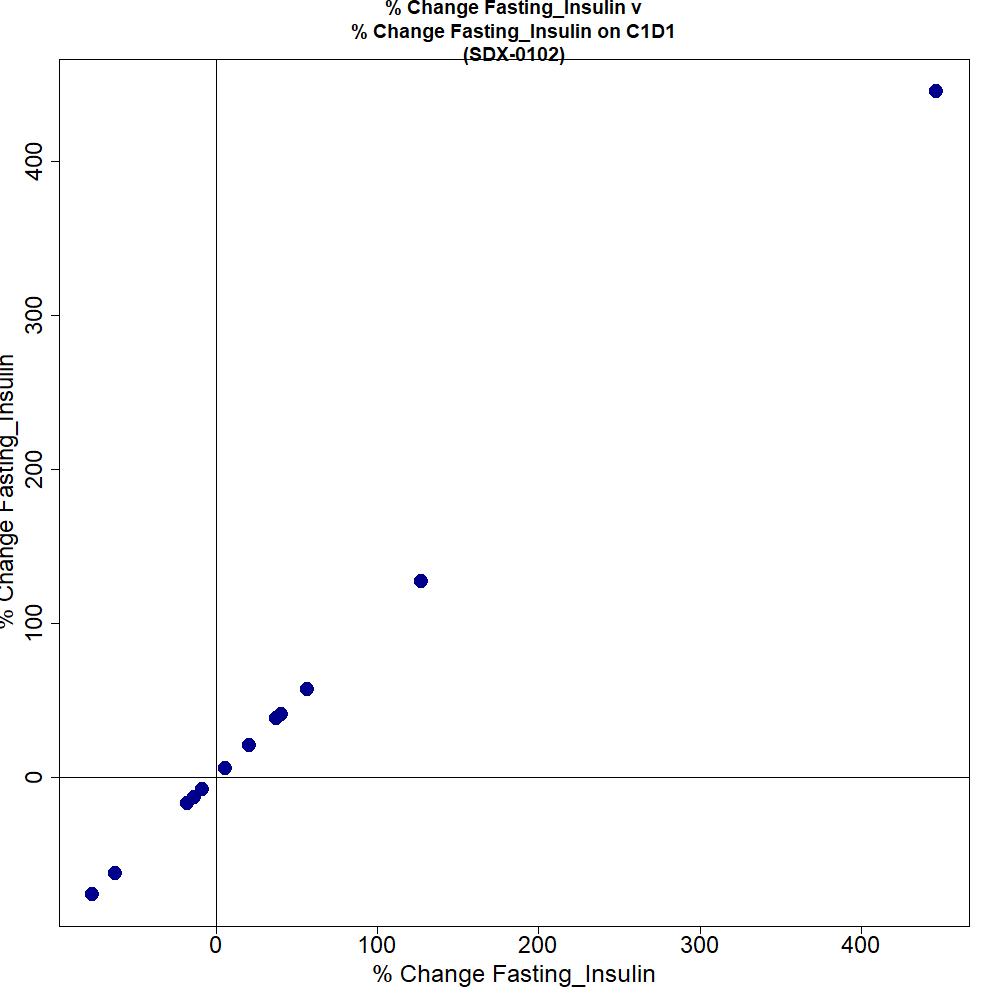 % Change Fasting_Insulin v
% Change Fasting_Insulin on C1D1
(SDX-0102)
% Change Fasting_Insulin
400
300
200
100
0
0 100 200 300 400
% Change Fasting_Insulin